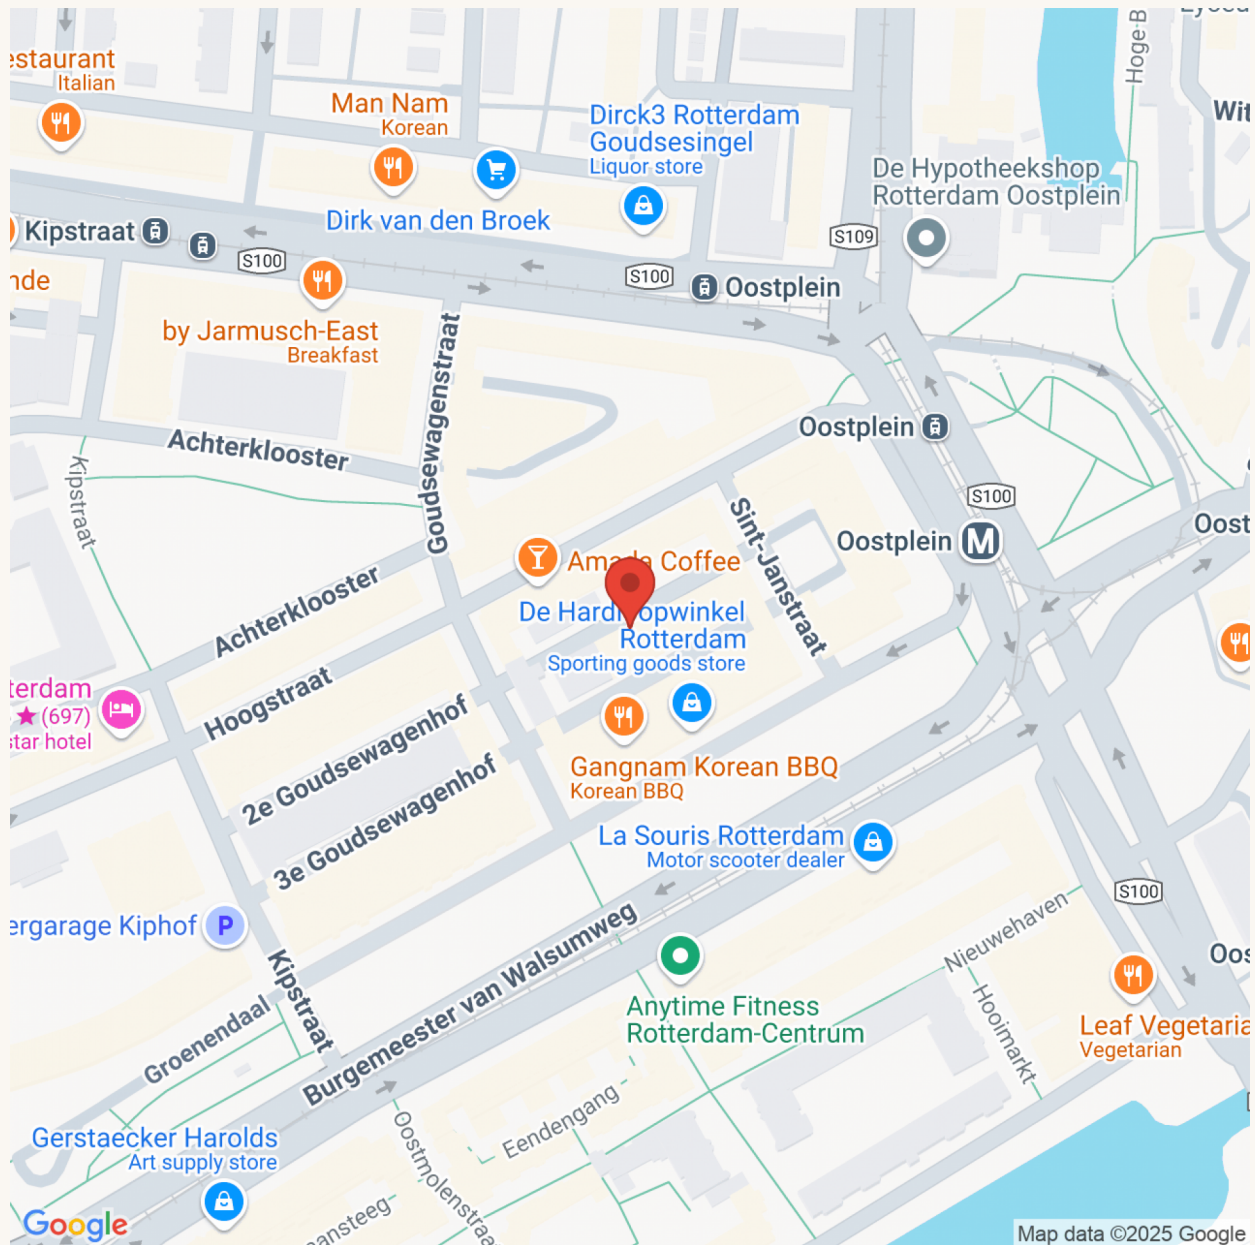 estaurant
Italian
Man Nam
Korean
Dirck3 Rotterdam
Goudsesingel
Liquor store
Hoge-B
Wit
De Hypotheekshop
Rotterdam Oostplein
Dirk van den Broek
Kipstraat
S100
S109
S100
Oostplein
nde
by Jarmusch-East
Breakfast
Goudsewagenstraat
Achterklooster
Kipstraat
Oostplein
S100
Oostplein
M
Oost
Sint-Janstraat
Amada Coffee
De Hardloopwinkel
Rotterdam
Sporting goods store
Achterklooster
Hoogstraat
terdam
(697)
star hotel
2e Goudsewagenhof
3e Goudsewagenhof
Gangnam Korean BBQ
Korean BBQ
La Souris Rotterdam
Motor scooter dealer
S100
ergarage Kiphof
P
Kipstraat
Groenendaal
Burgemeester van Walsumweg
Nieuwehaven
Hooimarkt
Oos
Anytime Fitness
Rotterdam-Centrum
Leaf Vegetaria
Vegetarian
Eendengang
Oostmolenstraa
Gerstaecker Harolds
Art supply store
ansteeg
Google
Map data ©2025 Google